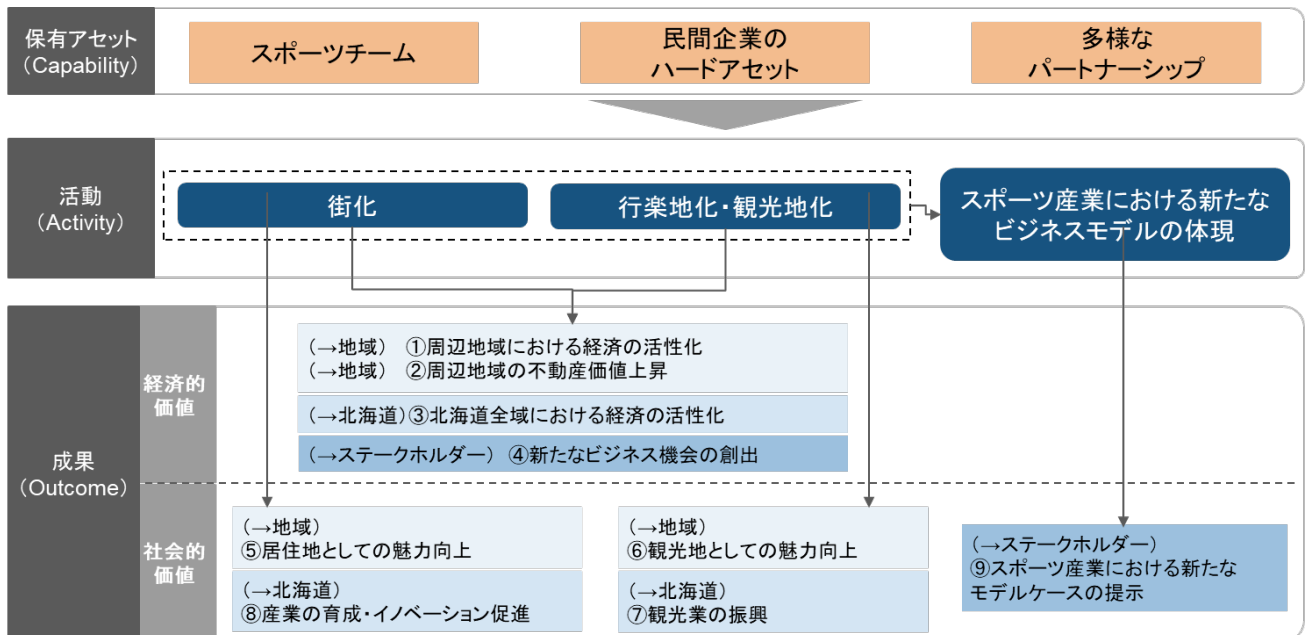 保有アセット
（Capability）
スポーツチーム
民間企業の
ハードアセット
多様な
パートナーシップ
活動
（Activity）
街化
行楽地化・観光地化
スポーツ産業における新たな
ビジネスモデルの体現
成果
（Outcome）
経済的
価値
（→地域） ①周辺地域における経済の活性化
（→地域） ②周辺地域の不動産価値上昇
（→北海道）③北海道全域における経済の活性化
（→ステークホルダー） ④新たなビジネス機会の創出
社会的
価値
（→地域）
⑤居住地としての魅力向上
（→北海道）
⑧産業の育成・イノベーション促進
（→地域）
⑥観光地としての魅力向上
（→北海道）
⑦観光業の振興
（→ステークホルダー）
⑨スポーツ産業における新たな
モデルケースの提示